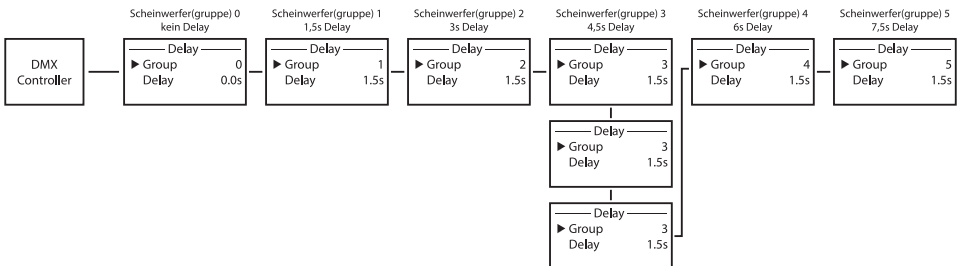 DMX
Controller
Scheinwerfer(gruppe) 0
kein Delay
Delay
▶ Group 0
Delay 0.0s
Scheinwerfer(gruppe) 1
1,5s Delay
Delay
▶ Group 1
Delay 1.5s
Scheinwerfer(gruppe) 2
3s Delay
Delay
▶ Group 2
Delay 1.5s
Scheinwerfer(gruppe) 3
4,5s Delay
Delay
▶ Group 3
Delay 1.5s
Delay
▶ Group 3
Delay 1.5s
Delay
▶ Group 3
Delay 1.5s
Scheinwerfer(gruppe) 4
6s Delay
Delay
▶ Group 4
Delay 1.5s
Scheinwerfer(gruppe) 5
7,5s Delay
Delay
▶ Group 5
Delay 1.5s